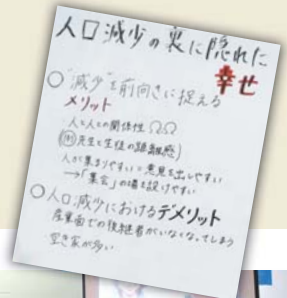 人口減少の裏に隠れた
幸せ
○"減少"を前向きに捉える
メリット
人と人との関係性
(例)先生と生徒の距離感)
人が集まりやすい=意見を出しやすい
→「集会」の場を設けやすい
○人口減少におけるデメリット
産業面での後継者がいなくなってしまう
空き家が多い